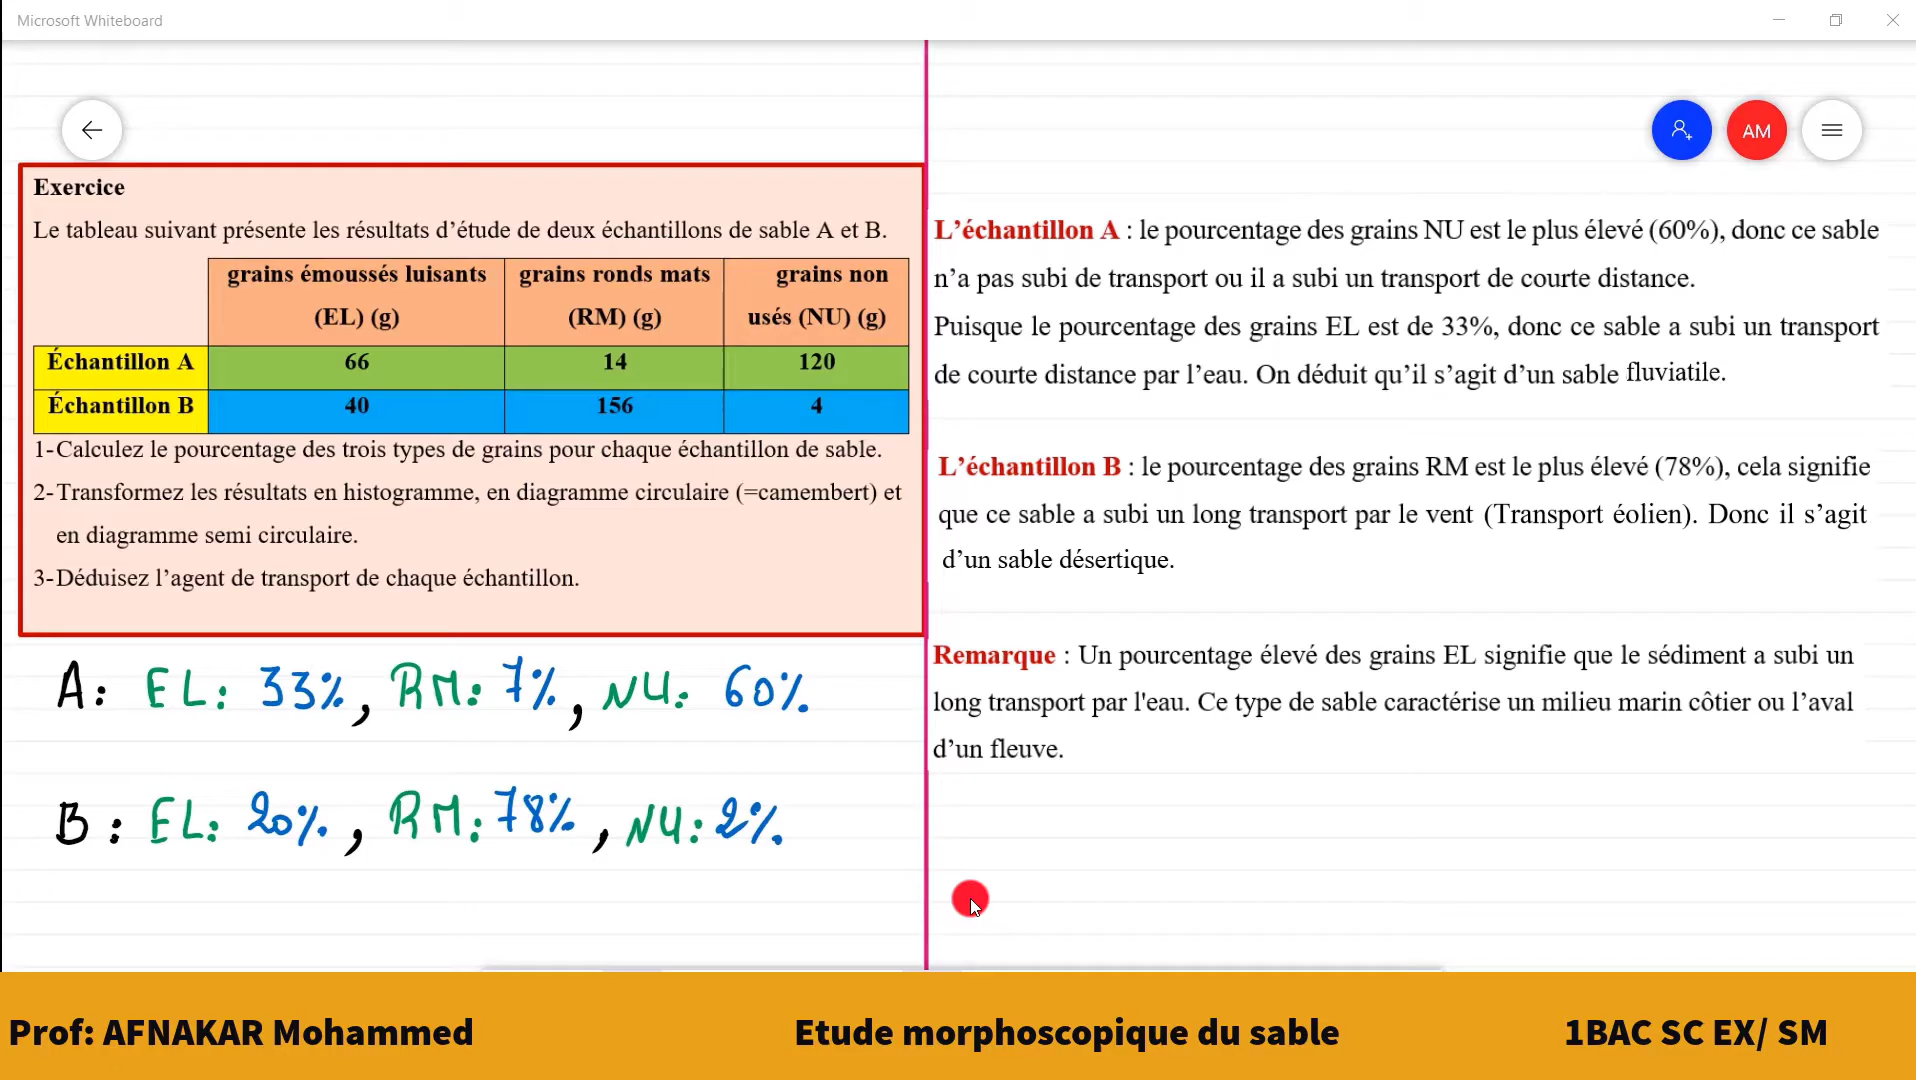 Microsoft Whiteboard
AM
Exercice
Le tableau suivant présente les résultats d’étude de deux échantillons de sable A et B.
grains émoussés luisants (EL) (g)
grains ronds mats (RM) (g)
grains non usés (NU) (g)
Échantillon A 66 14 120
Échantillon B 40 156 4
1-Calculez le pourcentage des trois types de grains pour chaque échantillon de sable.
2-Transformez les résultats en histogramme, en diagramme circulaire (=camembert) et
en diagramme semi circulaire.
3-Déduisez l’agent de transport de chaque échantillon.
A: EL: 33%, RM: 7%, NU: 60%.
B: EL: 20%, RM: 78%, NU: 2%.
L’échantillon A : le pourcentage des grains NU est le plus élevé (60%), donc ce sable
n’a pas subi de transport ou il a subi un transport de courte distance.
Puisque le pourcentage des grains EL est de 33%, donc ce sable a subi un transport
de courte distance par l’eau. On déduit qu’il s’agit d’un sable fluviatile.
L’échantillon B : le pourcentage des grains RM est le plus élevé (78%), cela signifie
que ce sable a subi un long transport par le vent (Transport éolien). Donc il s’agit
d’un sable désertique.
Remarque : Un pourcentage élevé des grains EL signifie que le sédiment a subi un
long transport par l'eau. Ce type de sable caractérise un milieu marin côtier ou l’aval
d’un fleuve.
Prof: AFNAKAR Mohammed
Etude morphoscopique du sable
1BAC SC EX/ SM